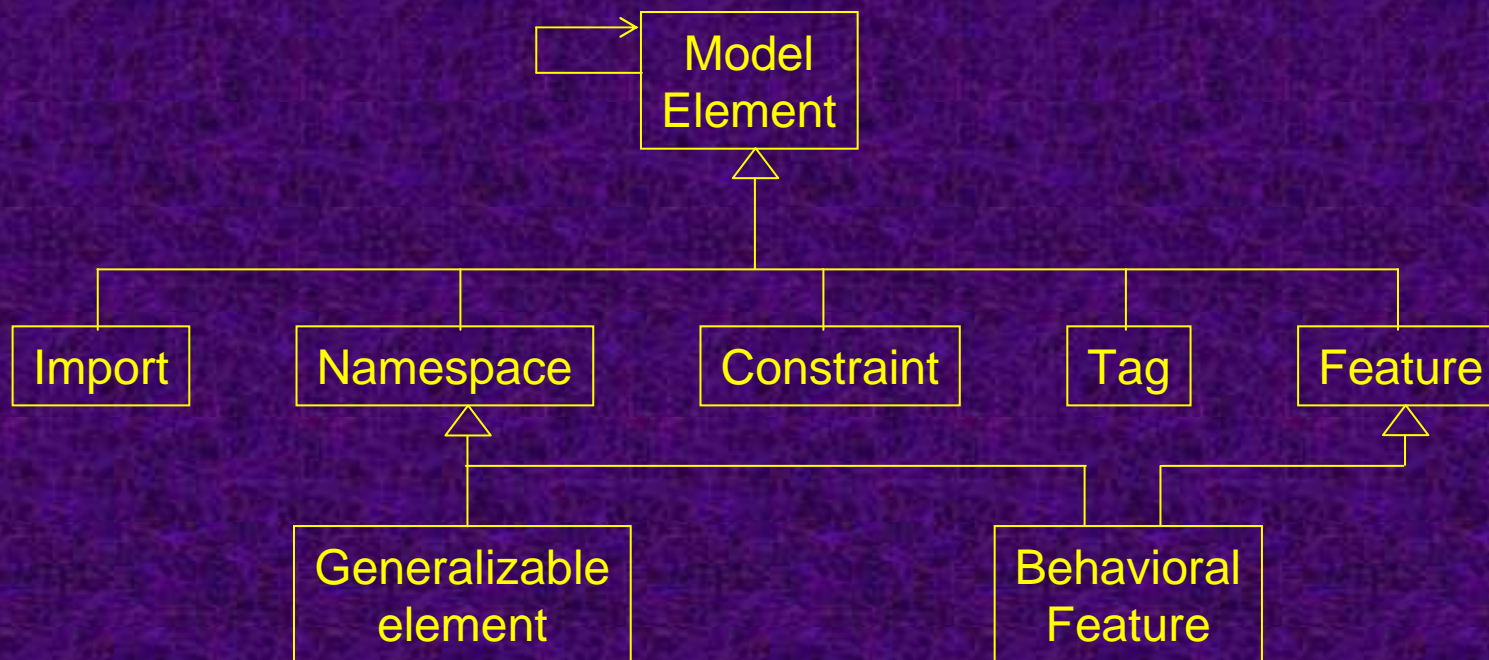 Model
Element
Import
Namespace
Constraint
Tag
Feature
Generalizable
element
Behavioral
Feature